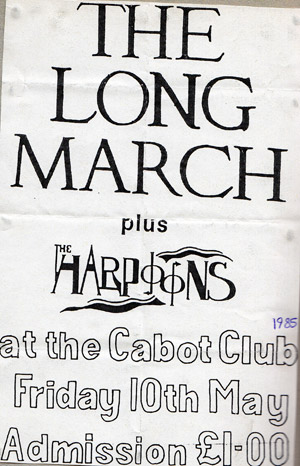 THE
LONG
MARCH
plus
THE
HARPOONS
1985
at the Cabot Club
Friday 10th May
Admission £1-00